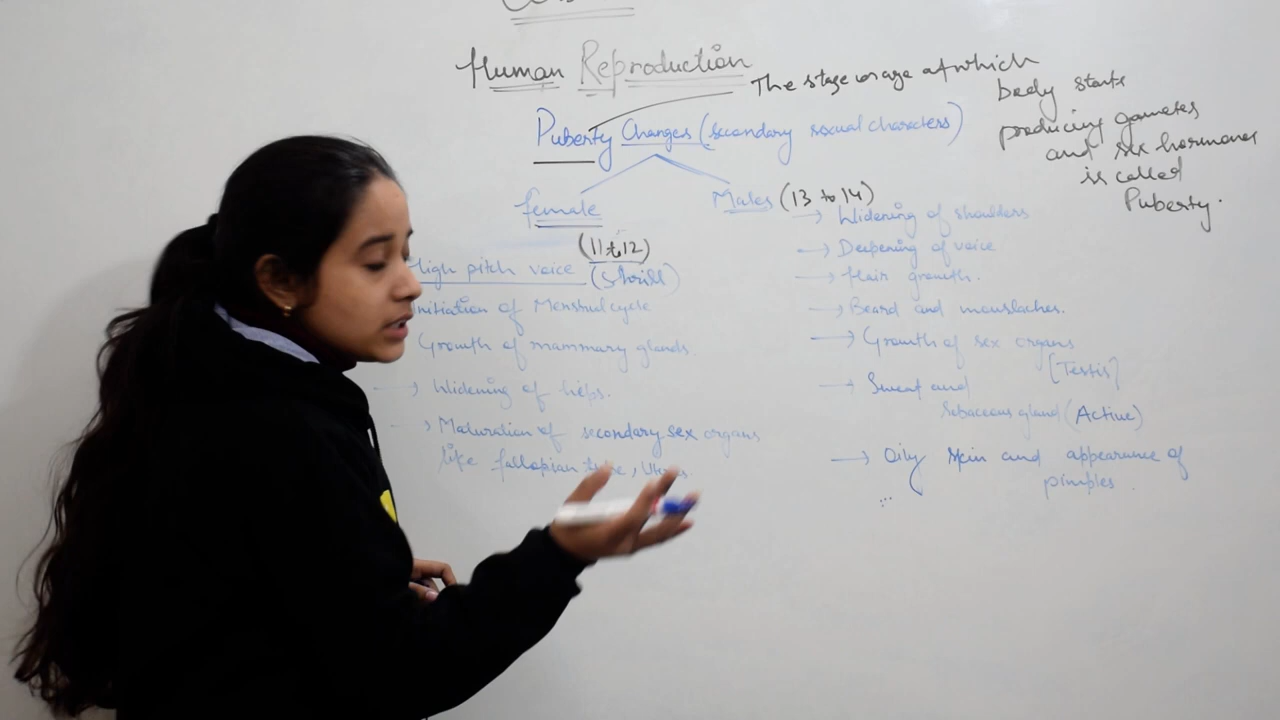 Human Reproduction
The stage or age at which
body starts
producing gametes
and sex hormones
is called
Puberty.
Puberty Changes (secondary sexual characters)
female
(11 to 12)
High pitch voice (shrill)
Initiation of Menstrual cycle
Growth of mammary glands.
→ Widening of hips.
→ Maturation of secondary sex organs
like fallopian tube, Uterus.
Males (13 to 14)
→ Widening of shoulders
→ Deepening of voice
→ Hair growth.
→ Beard and moustaches.
→ Growth of sex organs
[Testis]
→ Sweat and
Sebaceous gland (Active)
→ Oily skin and appearance of
pimples.